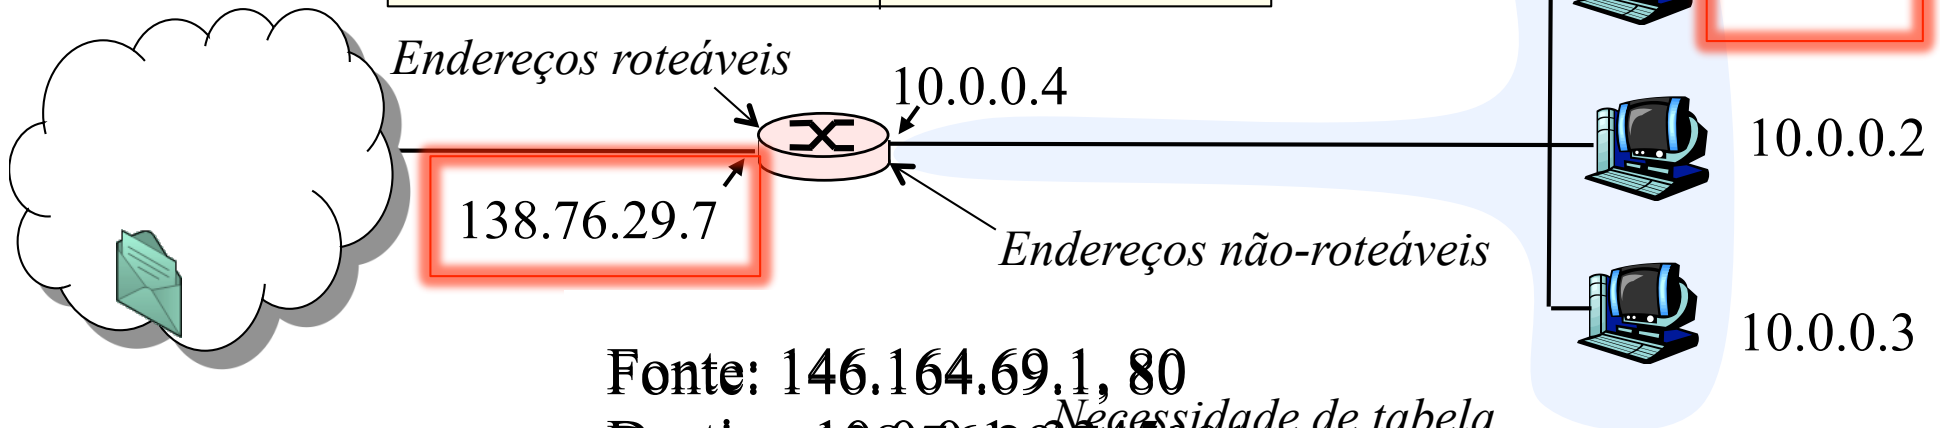 Endereços roteáveis
10.0.0.4
10.0.0.2
138.76.29.7
Endereços não-roteáveis
10.0.0.3
Fonte: 146.164.69.1, 80
Necessidade de tabela